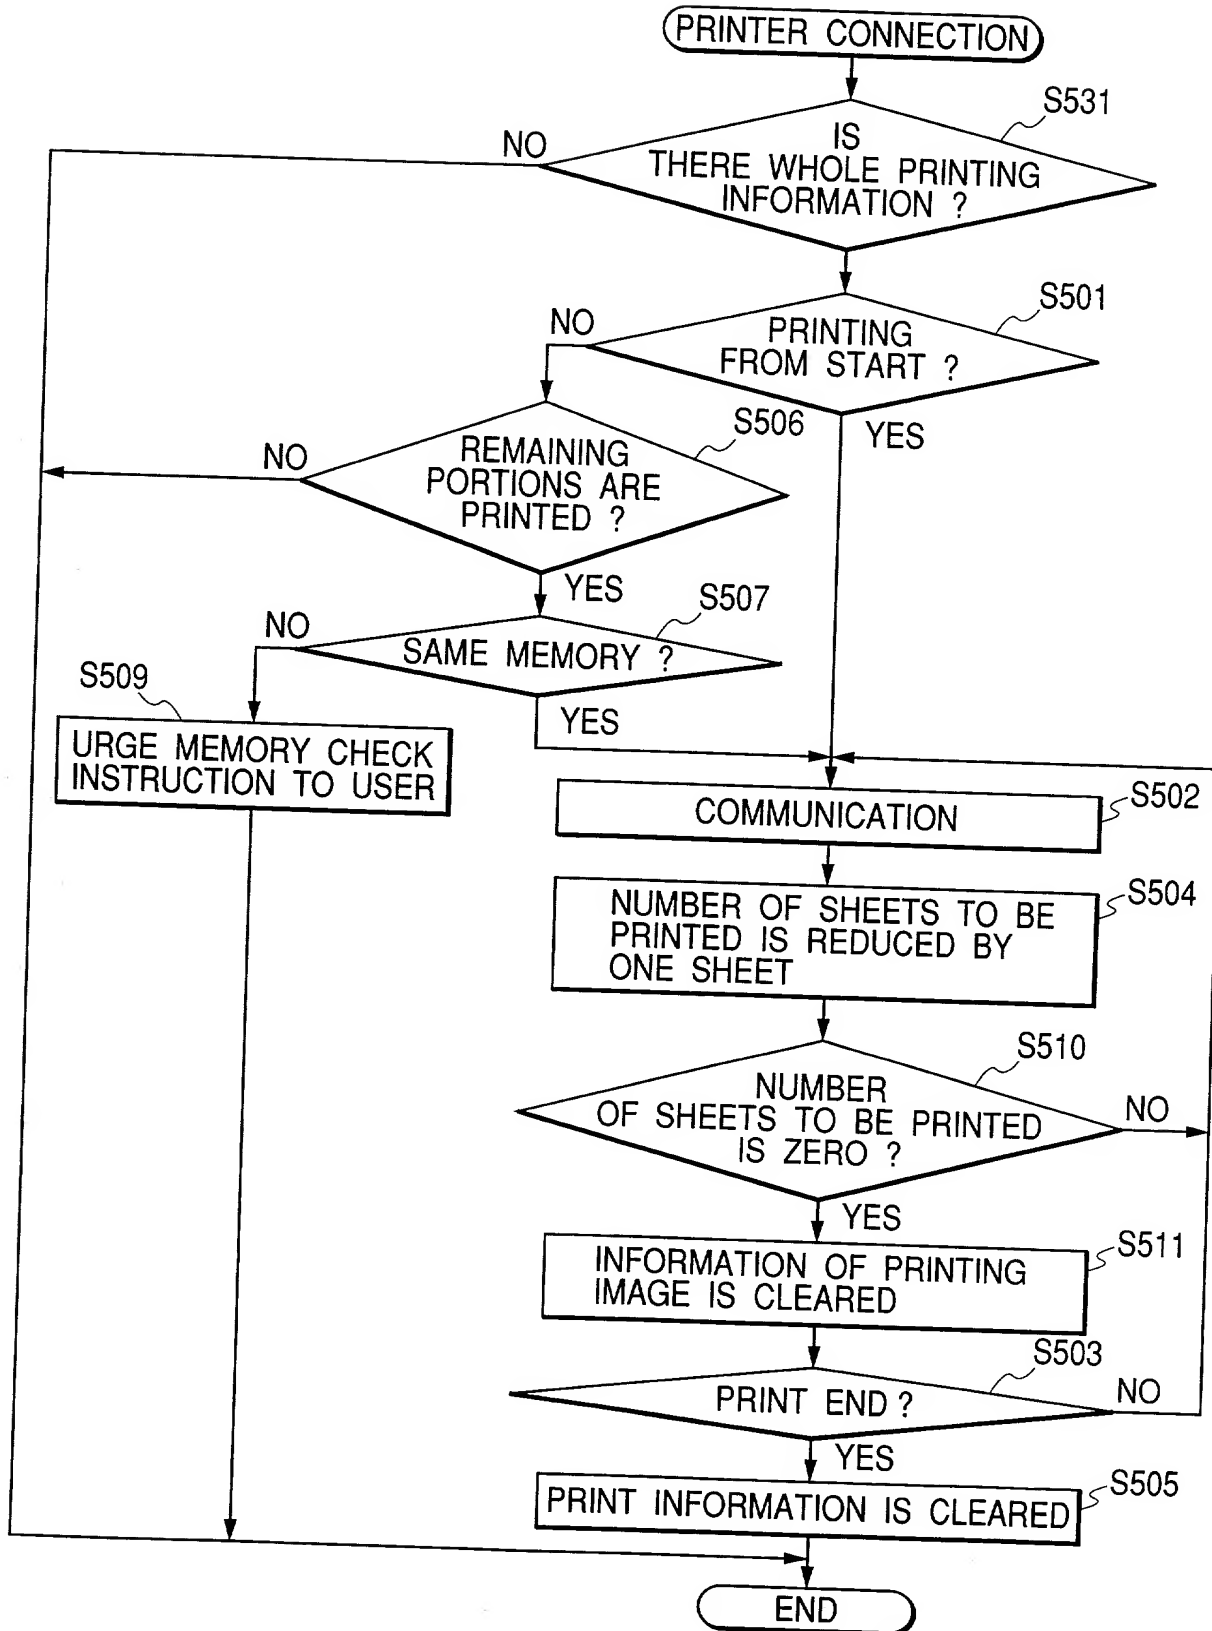 PRINTER CONNECTION
S531
NO
IS
THERE WHOLE PRINTING
INFORMATION ?
S501
NO
PRINTING
FROM START ?
YES
S506
NO
REMAINING
PORTIONS ARE
PRINTED ?
YES
S507
NO
SAME MEMORY ?
YES
S509
URGE MEMORY CHECK
INSTRUCTION TO USER
COMMUNICATION
S502
NUMBER OF SHEETS TO BE
PRINTED IS REDUCED BY
ONE SHEET
S504
S510
NUMBER
OF SHEETS TO BE PRINTED
IS ZERO ?
NO
YES
INFORMATION OF PRINTING
IMAGE IS CLEARED
S511
S503
PRINT END ?
NO
YES
PRINT INFORMATION IS CLEARED
S505
END